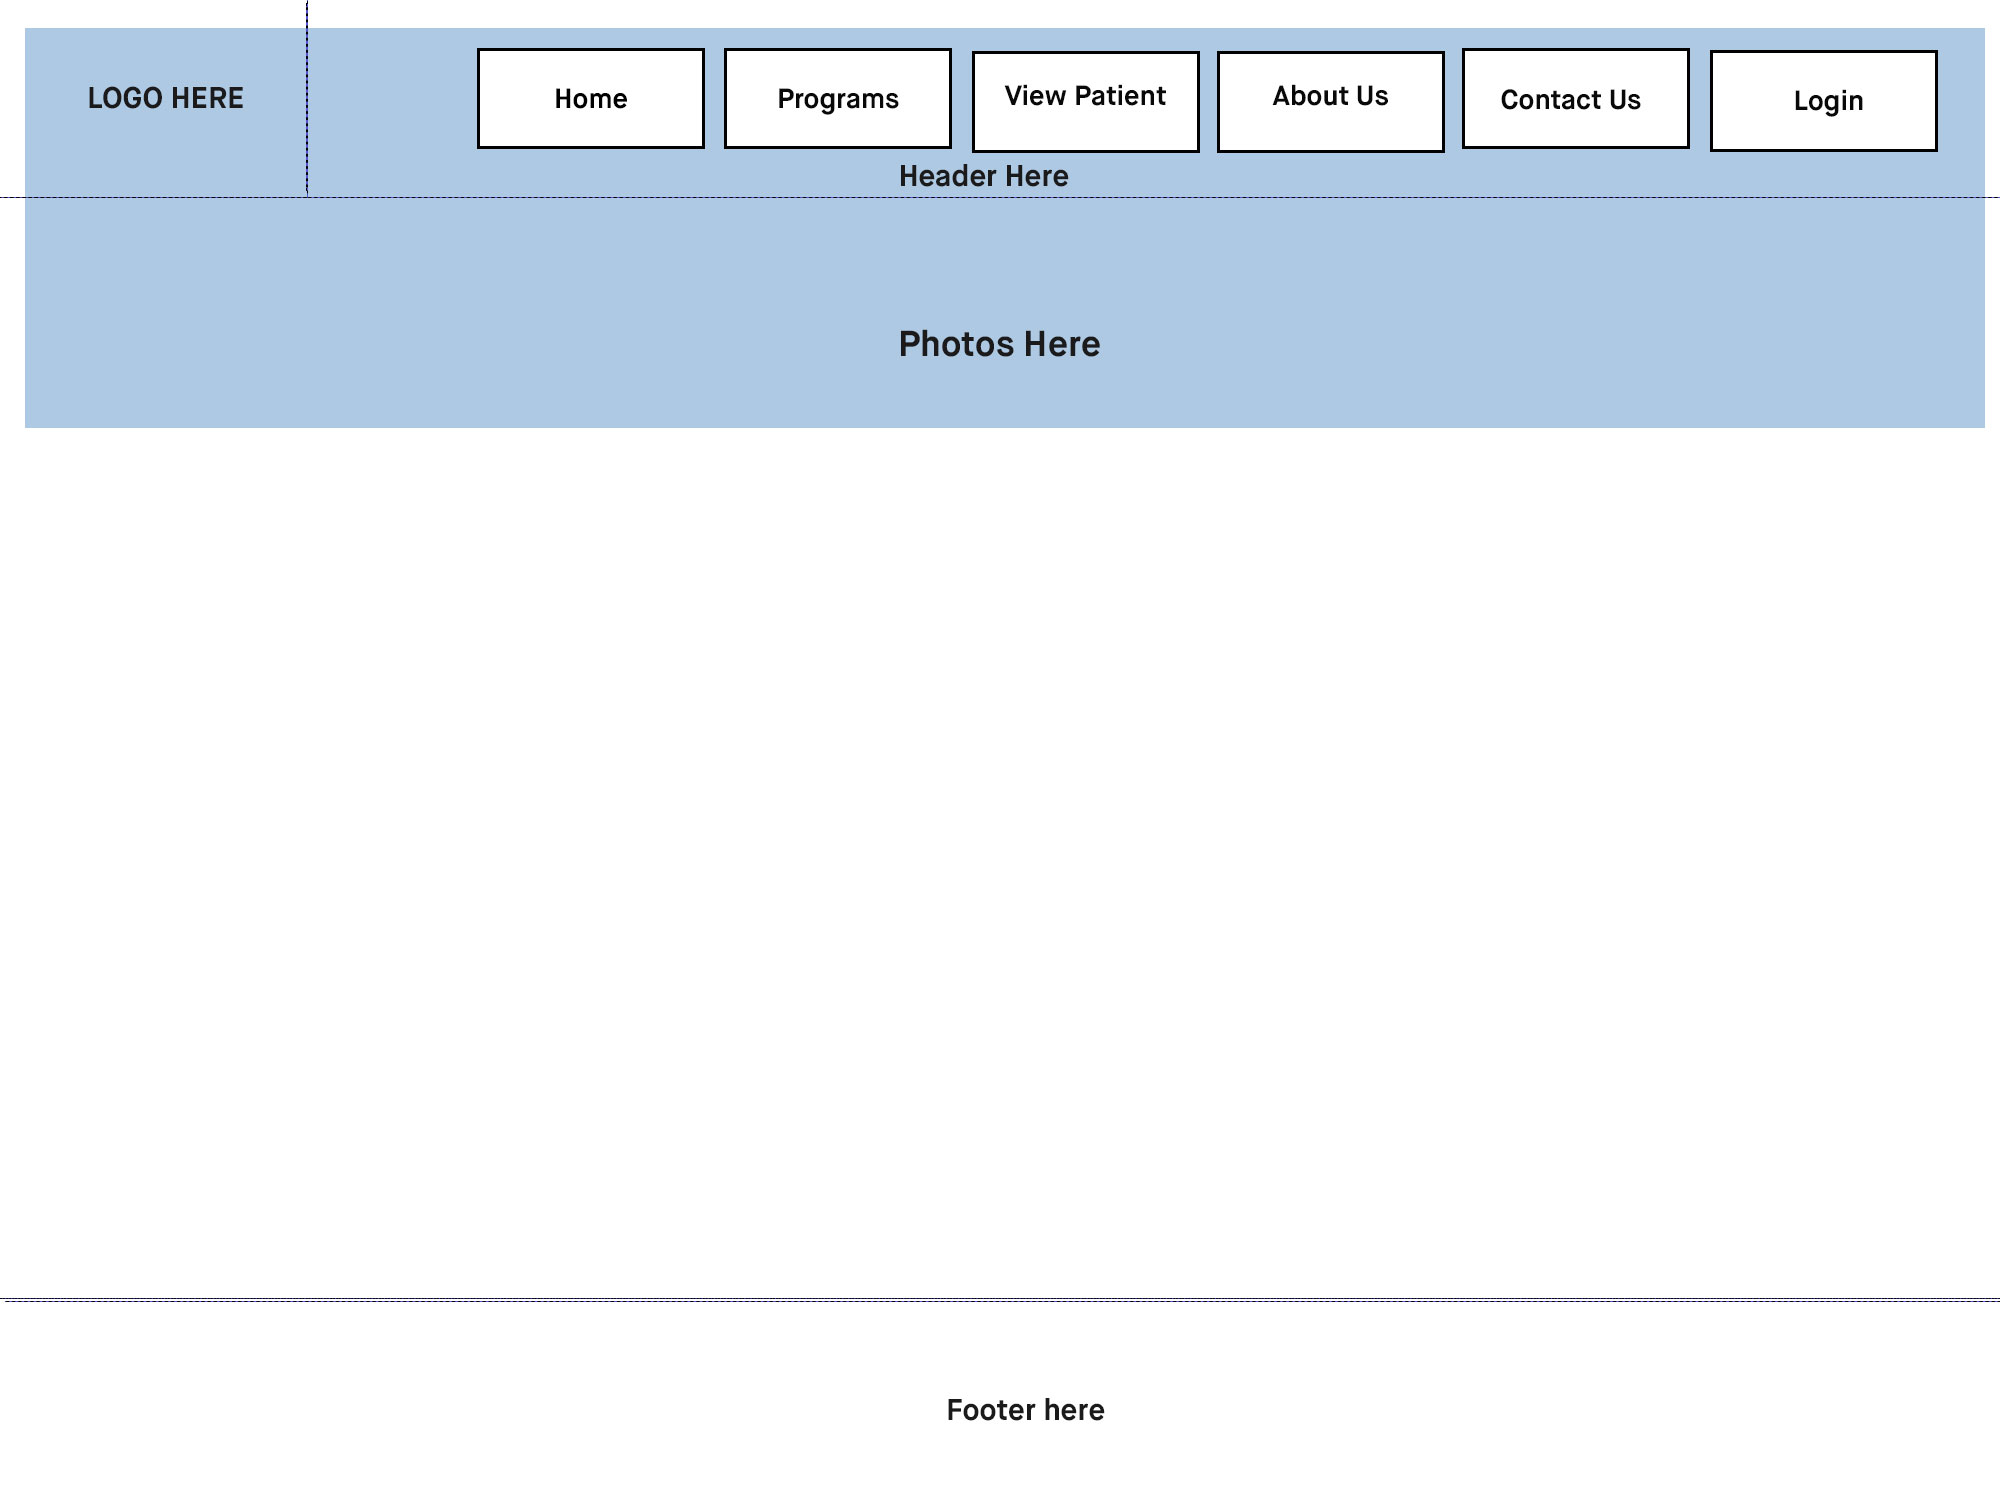 LOGO HERE
Home
Programs
View Patient
About Us
Contact Us
Login
Header Here
Photos Here
Footer here